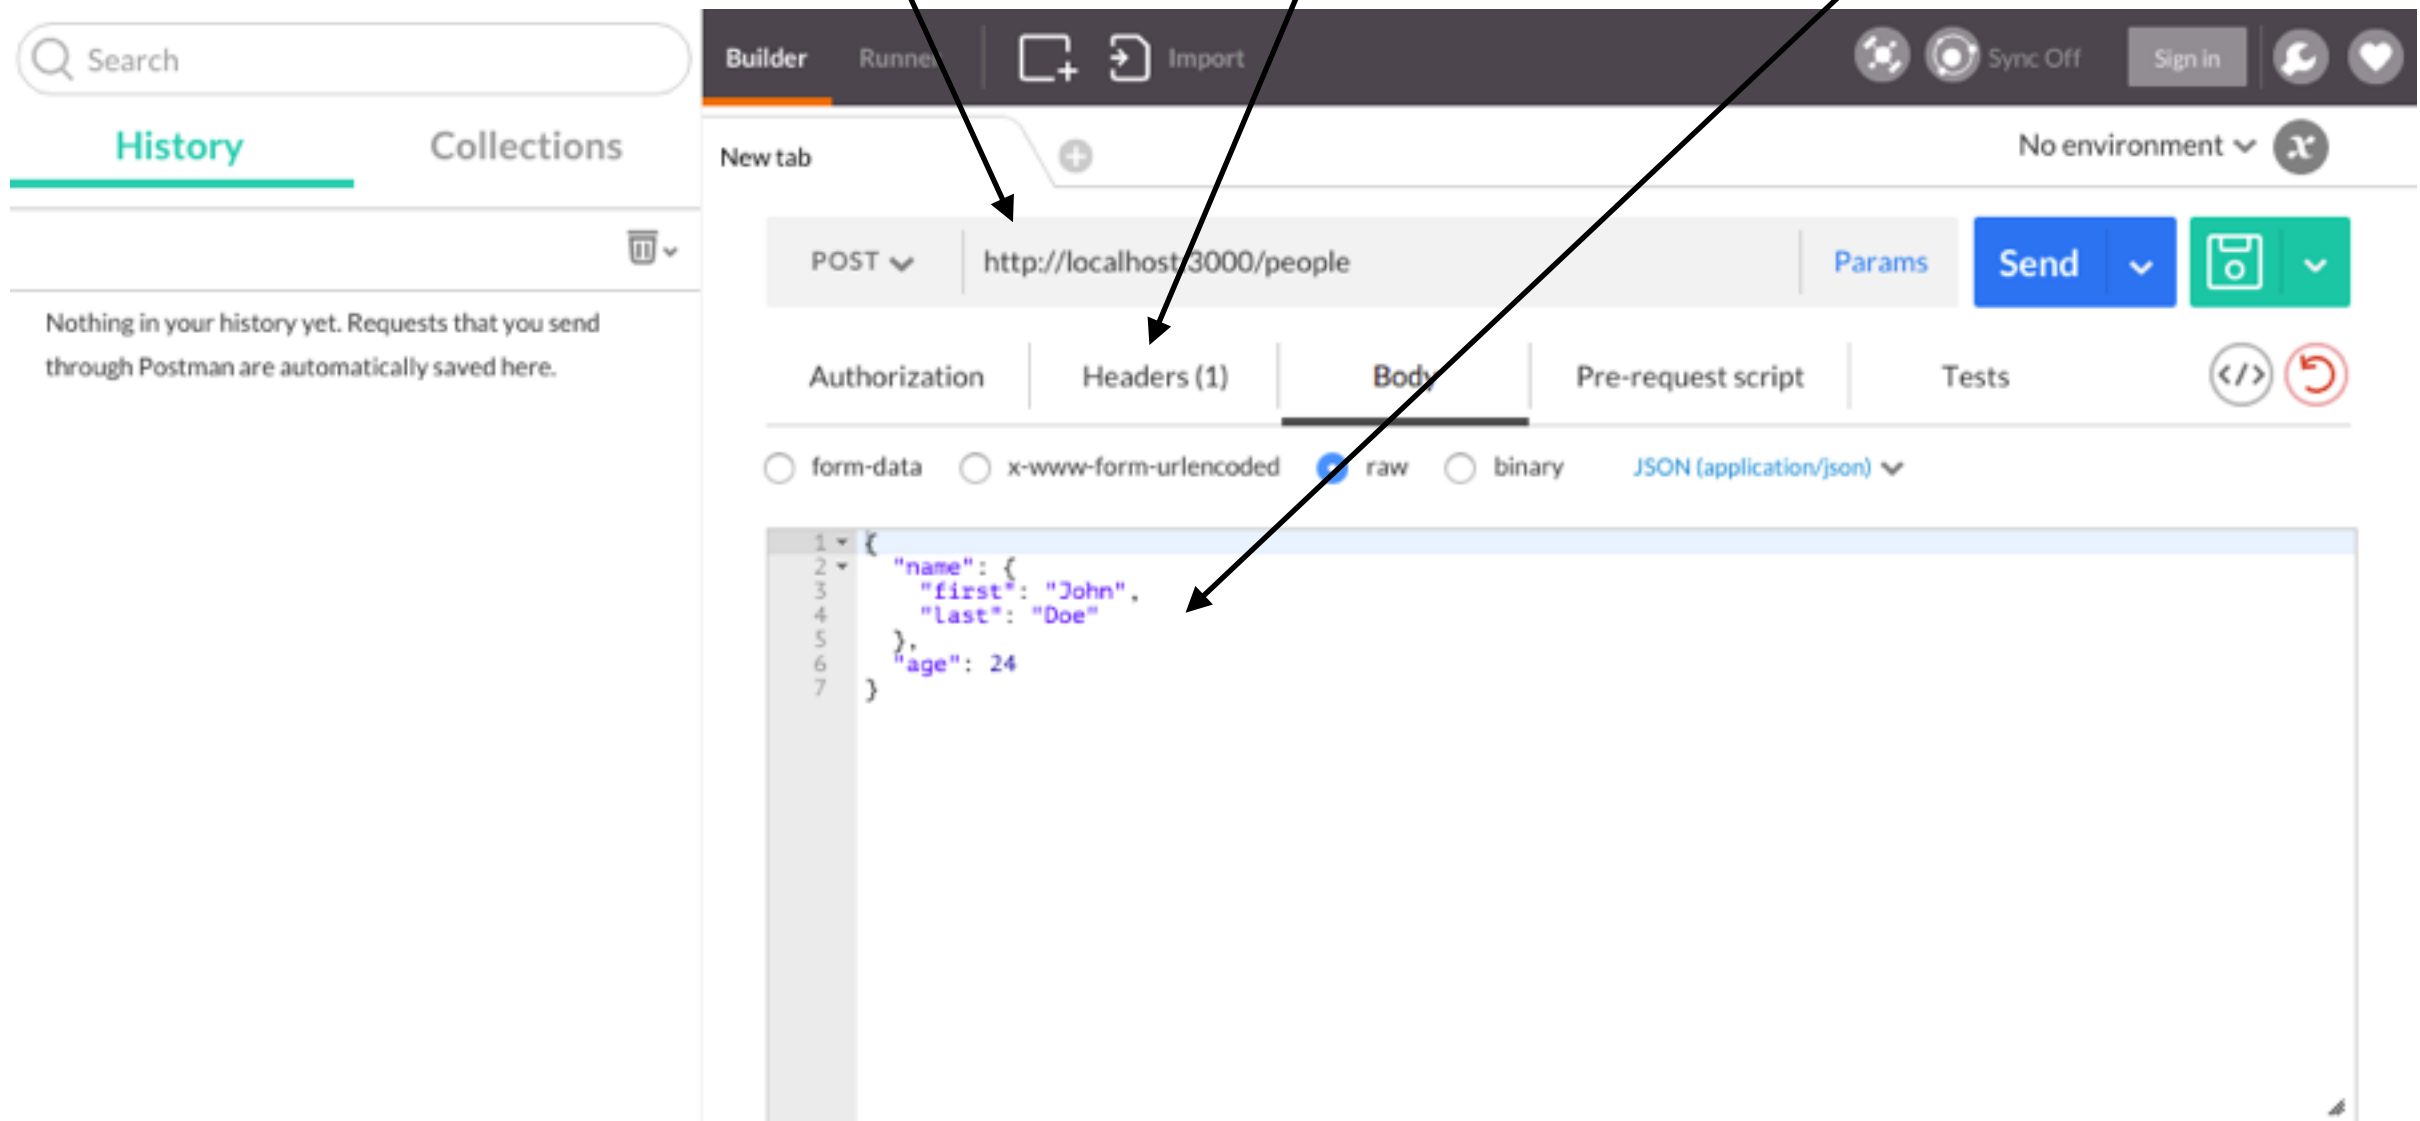 Search
Builder
Runner
Import
Sync Off
Sign in
History
Collections
New tab
No environment
x
Nothing in your history yet. Requests that you send
through Postman are automatically saved here.
POST
http://localhost:3000/people
Params
Send
Authorization
Headers (1)
Body
Pre-request script
Tests
</>
form-data
x-www-form-urlencoded
raw
binary
JSON (application/json)
1 {
2 "name": {
3 "first": "John",
4 "last": "Doe"
5 },
6 "age": 24
7 }